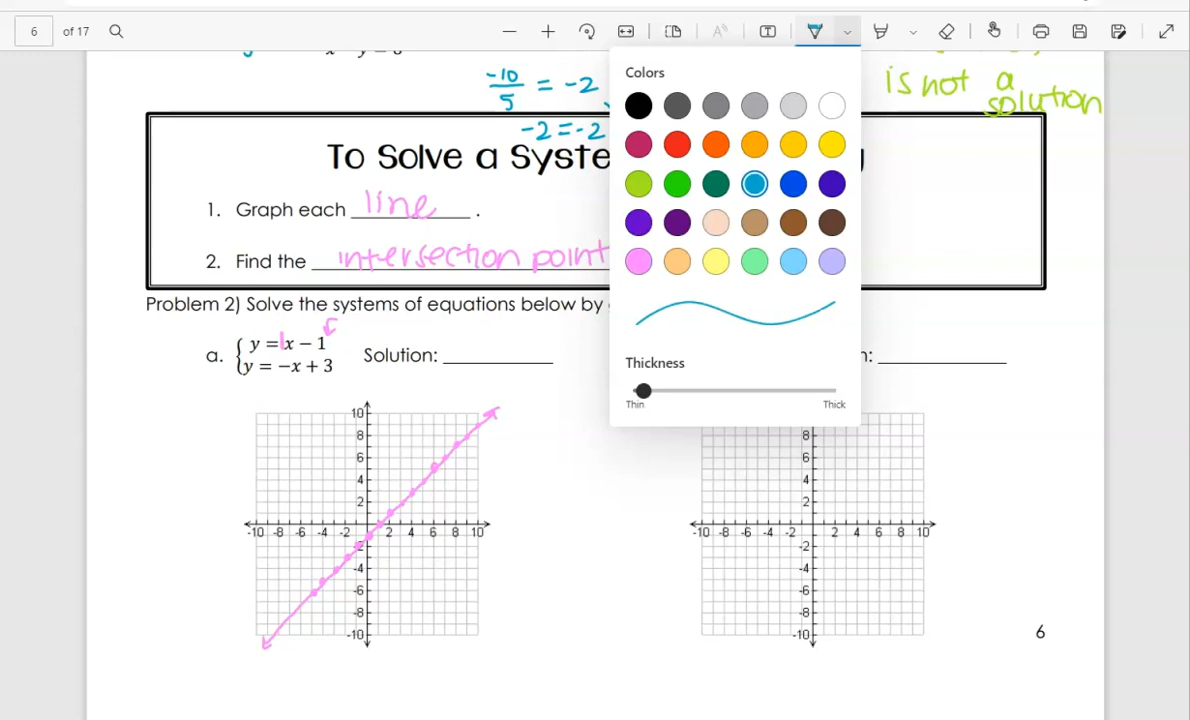 6 of 17
-10/5 = -2
-2 = -2
is not a
solution
Colors
To Solve a Syste
1. Graph each line .
2. Find the intersection point
Problem 2) Solve the systems of equations below by
a. { y = 1x − 1
y = −x + 3
Solution: ________
: ________
Thickness
Thin Thick
10
8
6
4
2
-10 -8 -6 -4 -2 2 4 6 8 10
-2
-4
-6
-8
-10
8
6
4
2
-10 -8 -6 -4 -2 2 4 6 8 10
-2
-4
-6
-8
-10
6